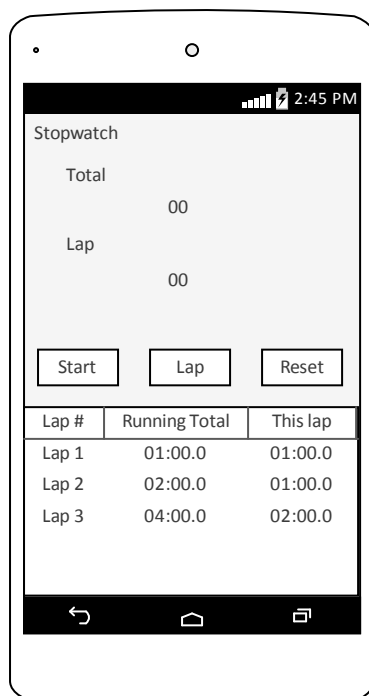 2:45 PM
Stopwatch
Total
00
Lap
00
Start Lap Reset
Lap # Running Total This lap
Lap 1 01:00.0 01:00.0
Lap 2 02:00.0 01:00.0
Lap 3 04:00.0 02:00.0